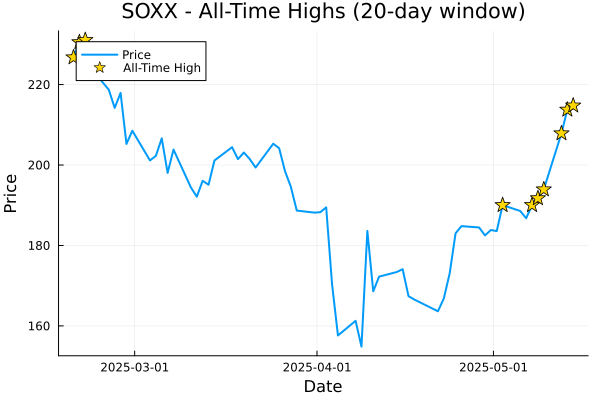 SOXX - All-Time Highs (20-day window)
Price
All-Time High
220
200
180
160
Price
2025-03-01
2025-04-01
2025-05-01
Date